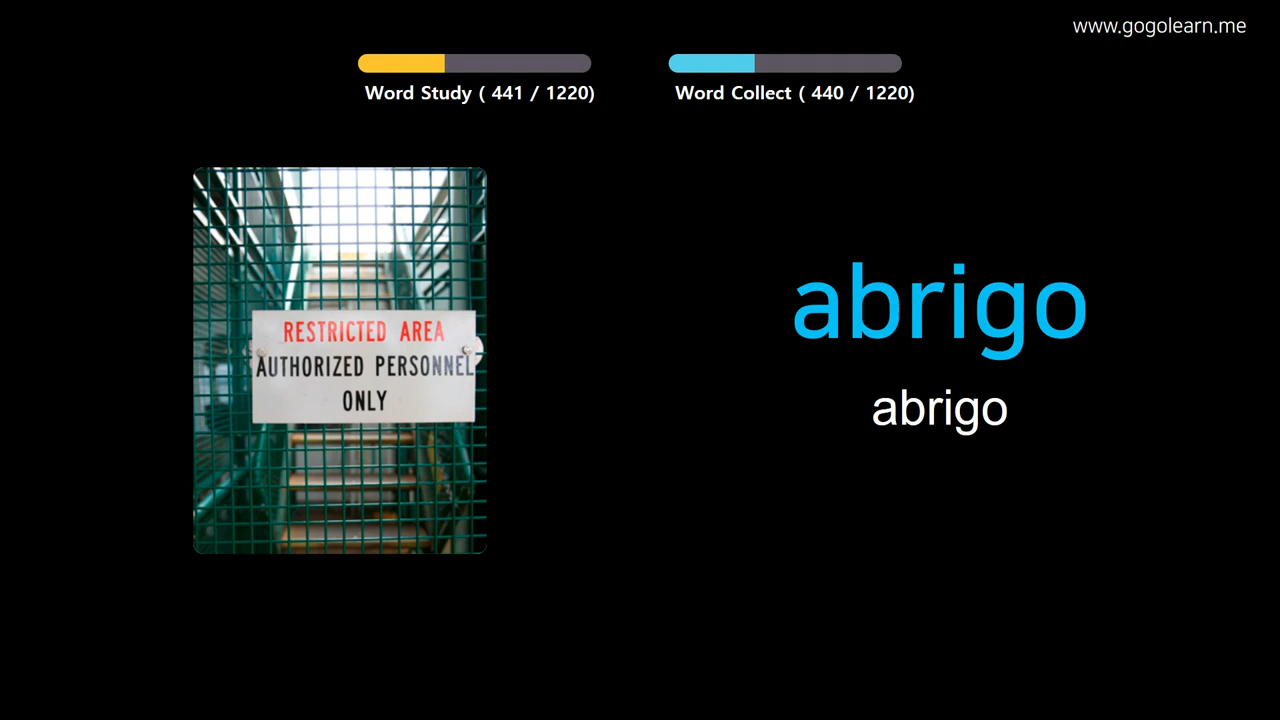 www.gogolearn.me
Word Study ( 441 / 1220)
Word Collect ( 440 / 1220)
RESTRICTED AREA
AUTHORIZED PERSONNEL
ONLY
abrigo
abrigo